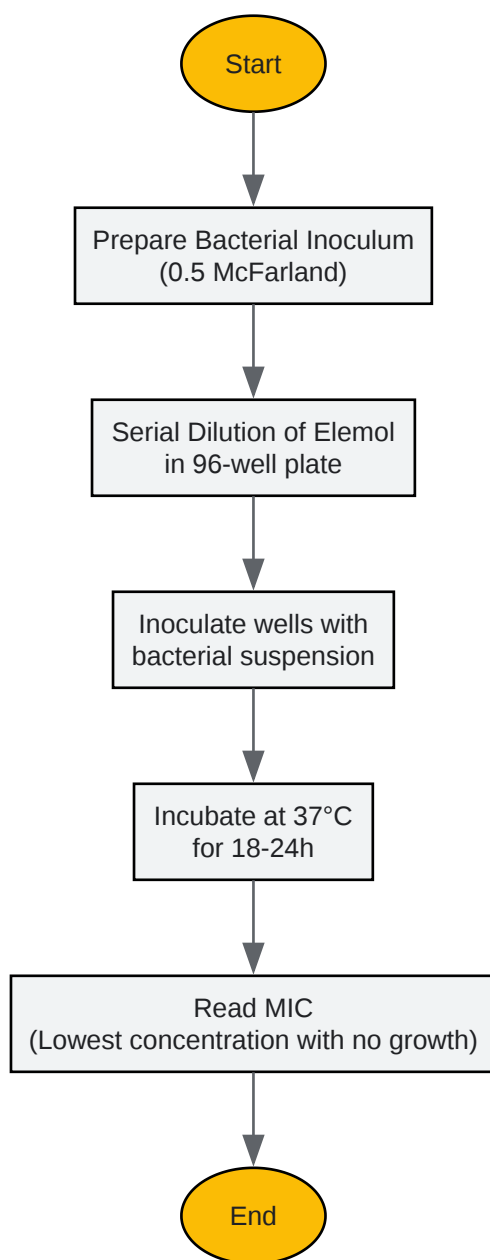 Start
Prepare Bacterial Inoculum
(0.5 McFarland)
Serial Dilution of Elemol
in 96-well plate
Inoculate wells with
bacterial suspension
Incubate at 37°C
for 18-24h
Read MIC
(Lowest concentration with no growth)
End